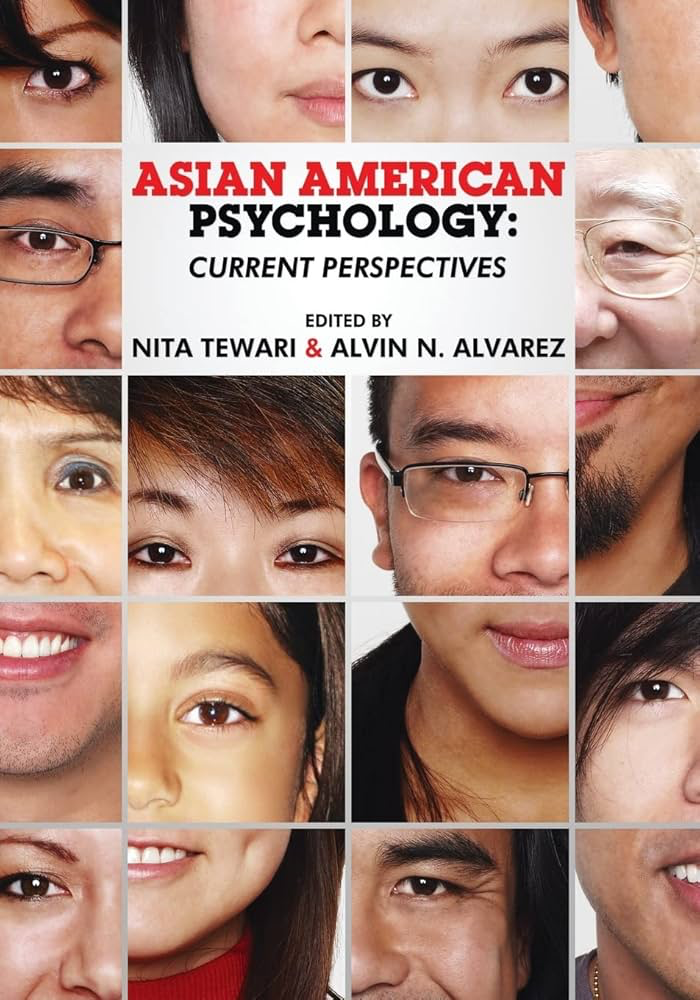 ASIAN AMERICAN
PSYCHOLOGY:
CURRENT PERSPECTIVES
EDITED BY
NITA TEWARI & ALVIN N. ALVAREZ